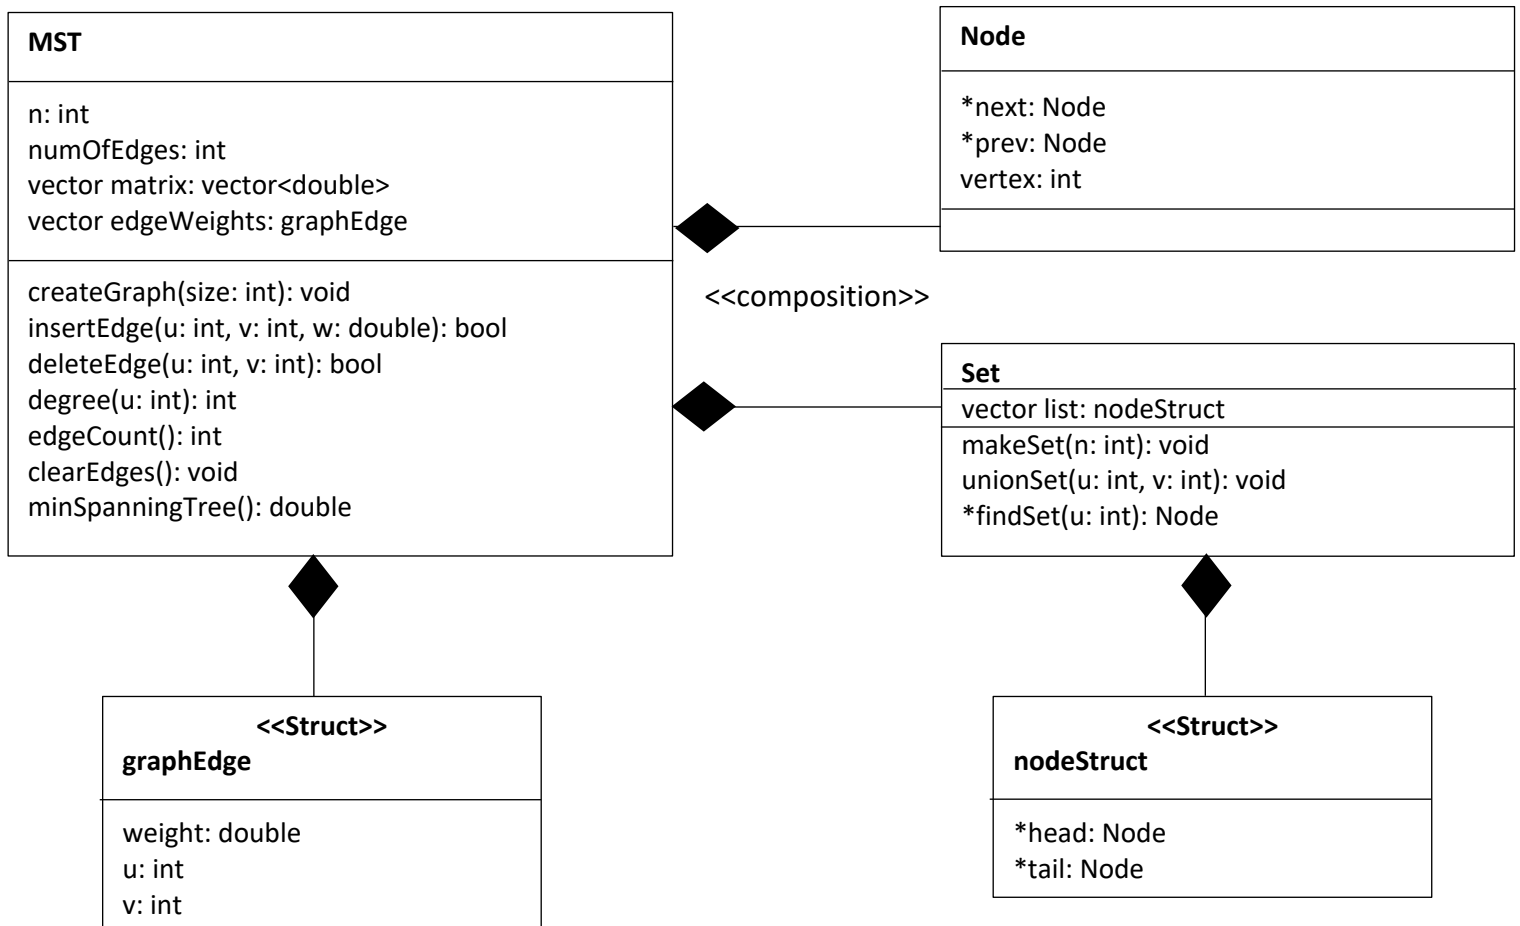 MST
n: int
numOfEdges: int
vector matrix: vector<double>
vector edgeWeights: graphEdge
createGraph(size: int): void
insertEdge(u: int, v: int, w: double): bool
deleteEdge(u: int, v: int): bool
degree(u: int): int
edgeCount(): int
clearEdges(): void
minSpanningTree(): double
Node
*next: Node
*prev: Node
vertex: int
<<composition>>
Set
vector list: nodeStruct
makeSet(n: int): void
unionSet(u: int, v: int): void
*findSet(u: int): Node
<<Struct>>
graphEdge
weight: double
u: int
v: int
<<Struct>>
nodeStruct
*head: Node
*tail: Node